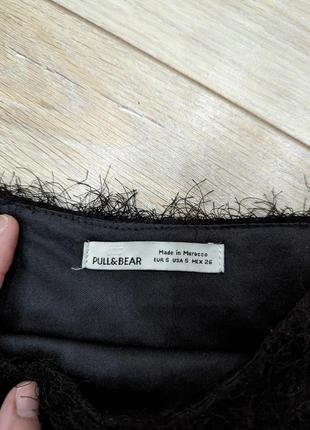 PULL&BEAR
Made in Morocco
EUR S USA S MEX 26